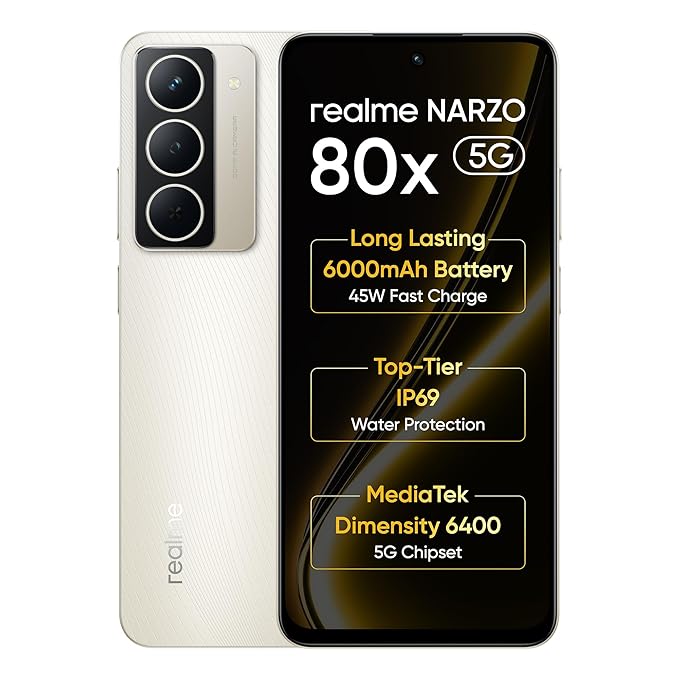 realme NARZO
80x 5G
Long Lasting
6000mAh Battery
45W Fast Charge
Top-Tier
IP69
Water Protection
MediaTek
Dimensity 6400
5G Chipset
realme